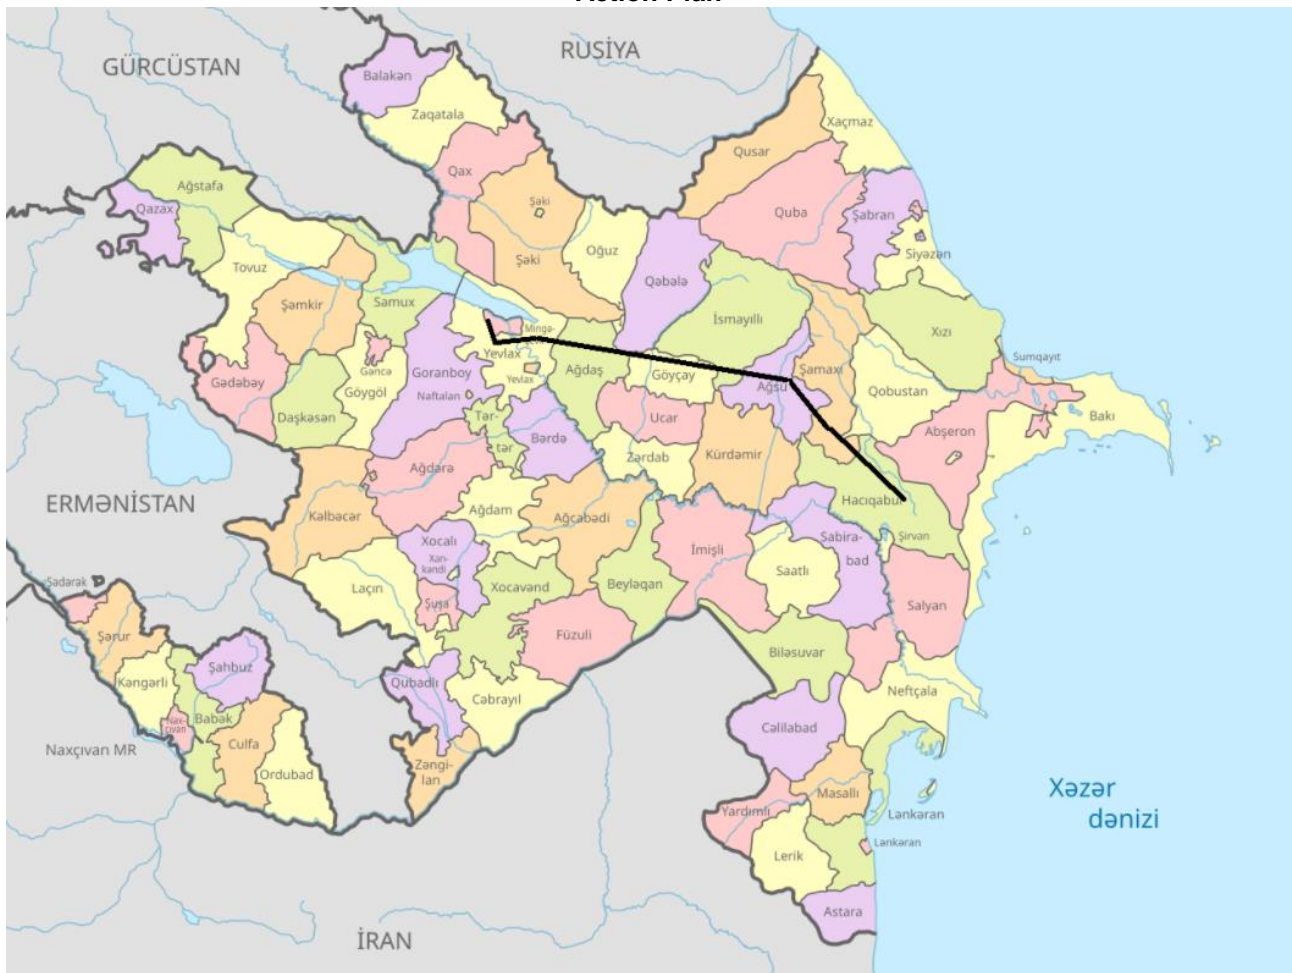 RUSİYA
GÜRCÜSTAN
Balakən
Zaqatala
Xaçmaz
Qusar
Qax
Ağstafa
Şəki
Qazax
Quba
Şabran
Oğuz
Siyəzən
Şəki
Tovuz
Qəbələ
Samux
Şəmkir
İsmayıllı
Xızı
Yevlax
Sumqayıt
Gəncə
Goranboy
Ağdaş
Göyçay
Şamaxı
Gədəbəy
Yevlax
Ağsu
Göygöl
Naftalan
Qobustan
Bakı
Daşkəsən
Tər-
tər
Ucar
Abşeron
Bərdə
Zərdab
Kürdəmir
Ağdərə
Hacıqabul
ERMƏNİSTAN
Kəlbəcər
Ağdam
Ağcabədi
Xocalı
Sabira-
bad
Şirvan
İmişli
Xan-
kəndi
Saatlı
Sədərək
Laçın
Xocavənd
Beyləqan
Şuşa
Salyan
Şərur
Füzuli
Biləsuvar
Şahbuz
Kəngərli
Qubadlı
Cəbrayıl
Neftçala
Babək
Nax-
çıvan
Cəlilabad
Naxçıvan MR
Culfa
Ordubad
Zəngi-
lan
Masallı
Xəzər
dənizi
Yardımlı
Lənkəran
Lənkəran
Lerik
Astara
İRAN